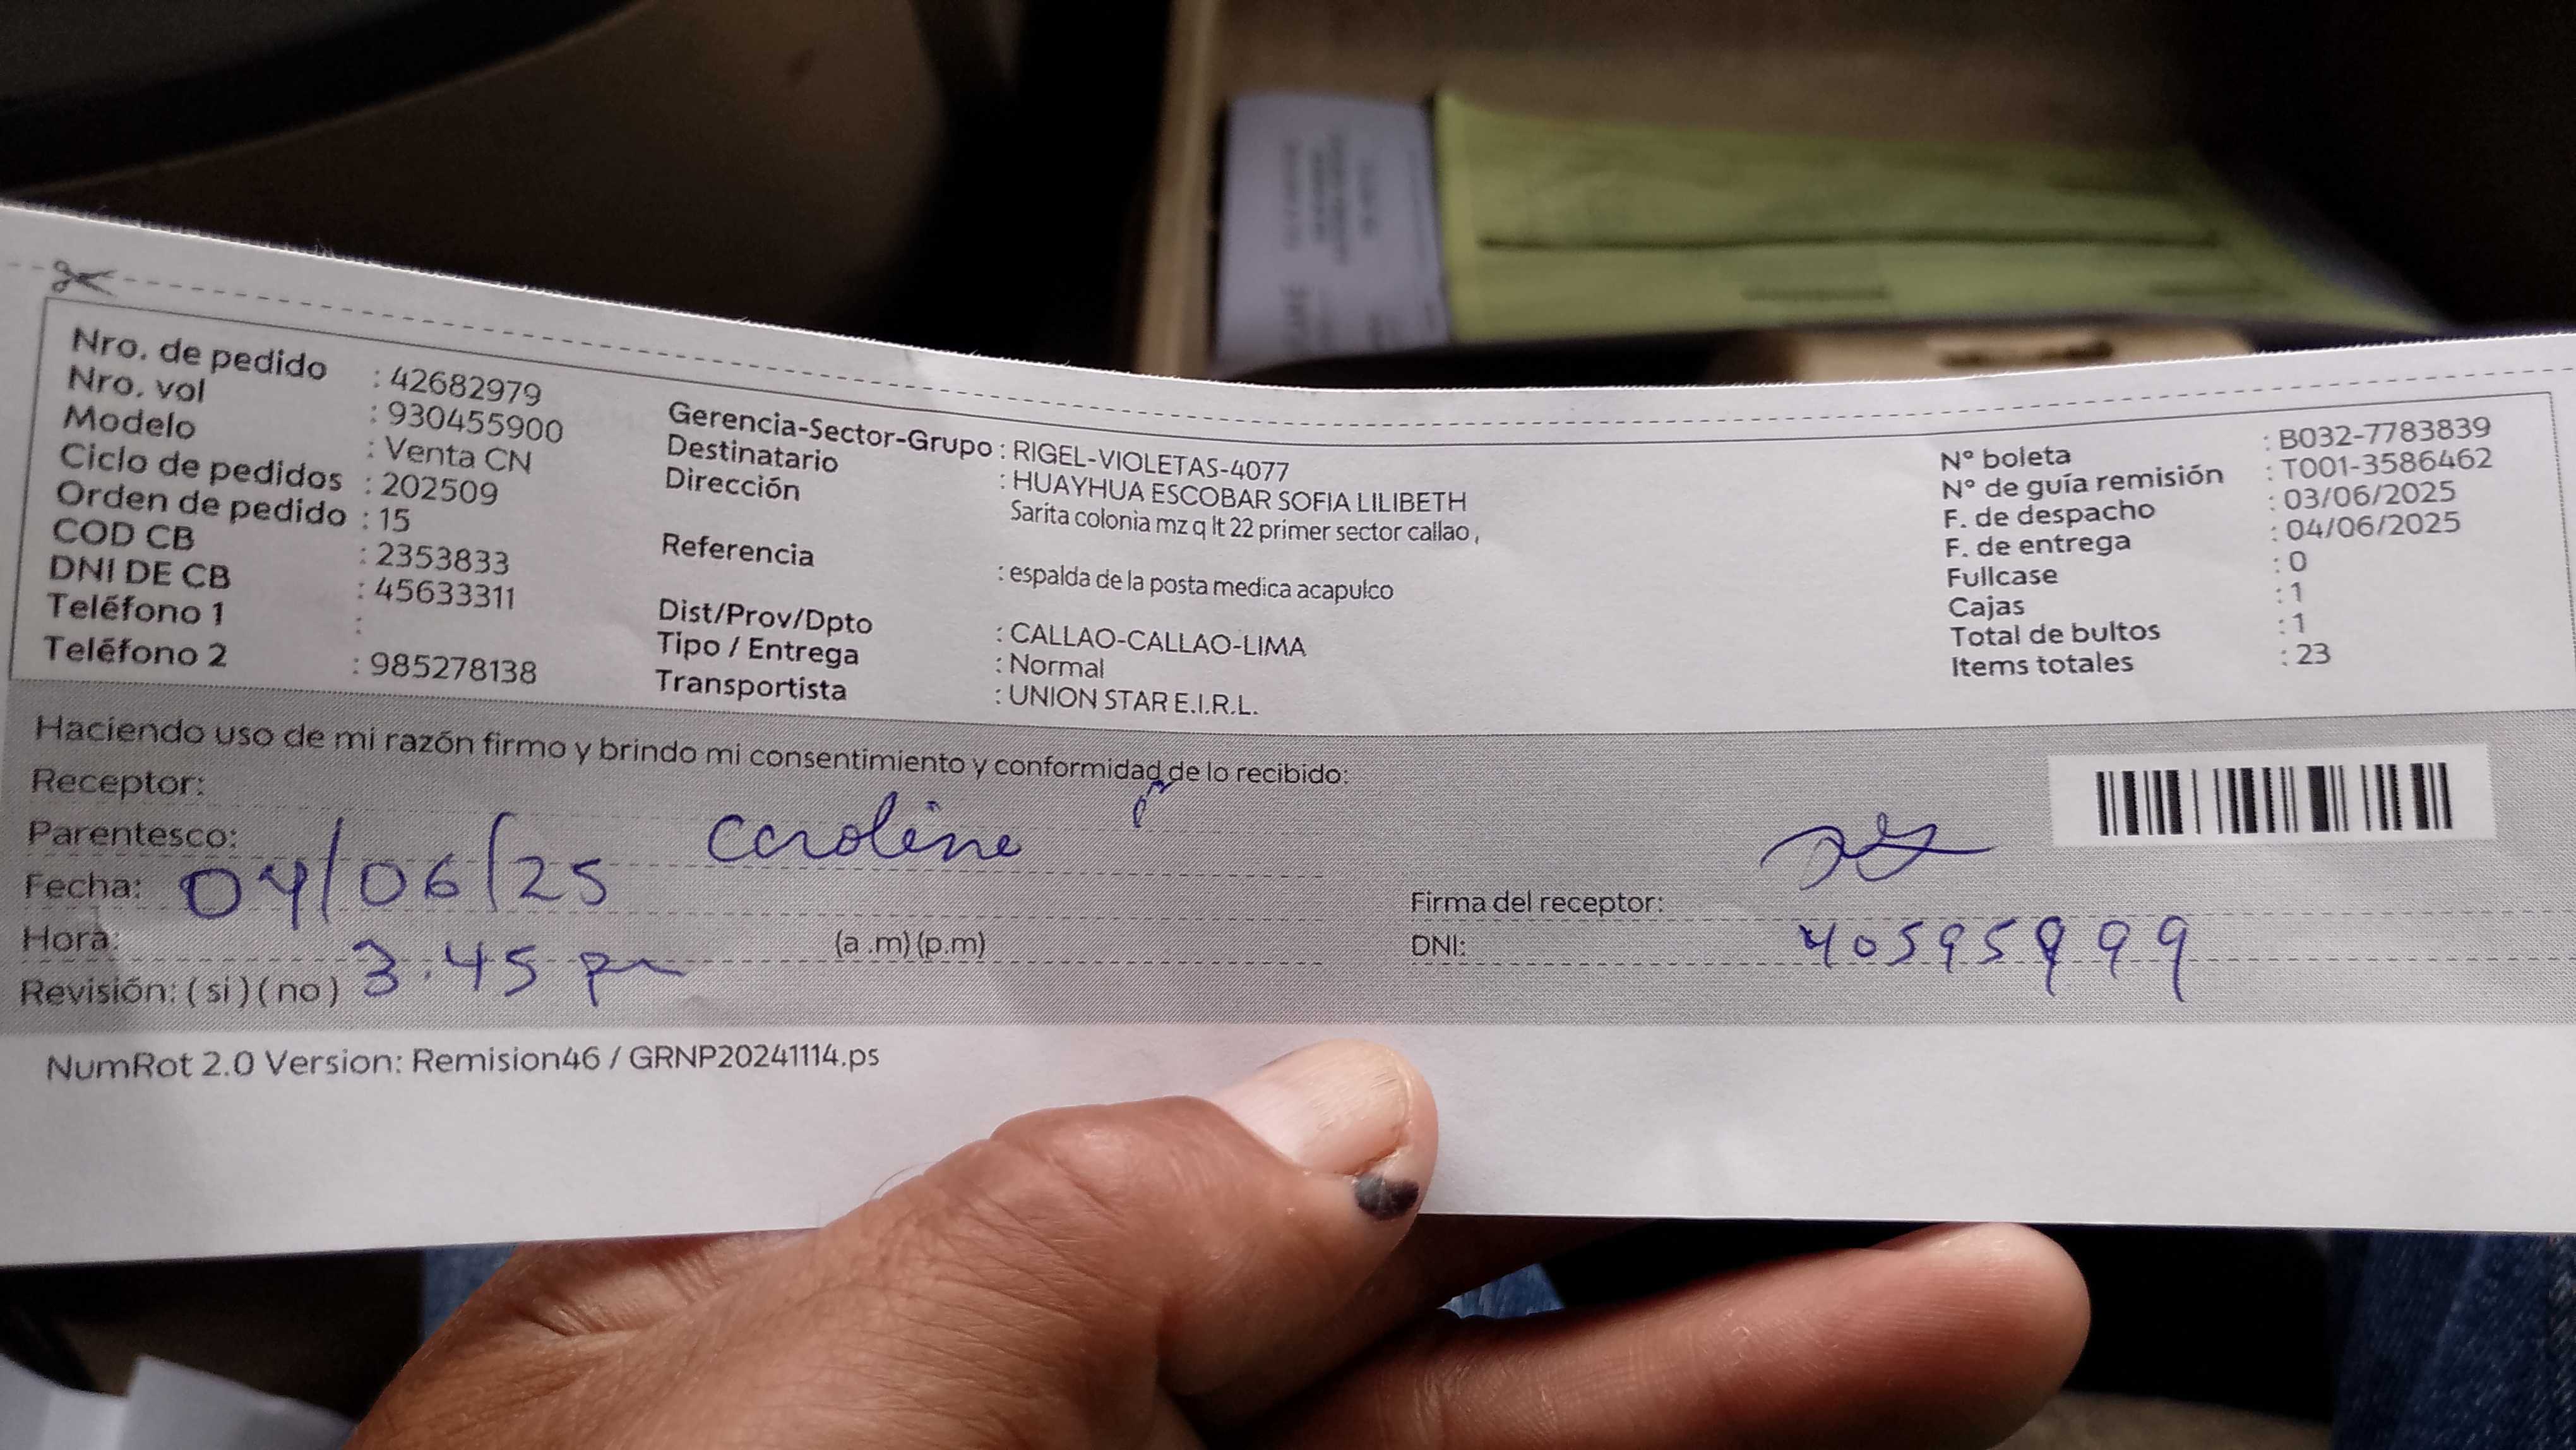 Nro. de pedido : 42682979
Nro. vol : 930455900
Modelo : Venta CN
Ciclo de pedidos : 202509
Orden de pedido : 15
COD CB : 2353833
DNI DE CB : 45633311
Teléfono 1 :
Teléfono 2 : 985278138
Gerencia-Sector-Grupo : RIGEL-VIOLETAS-4077
Destinatario : HUAYHUA ESCOBAR SOFIA LILIBETH
Dirección Sarita colonia mz q lt 22 primer sector callao ,
Referencia : espalda de la posta medica acapulco
Dist/Prov/Dpto : CALLAO-CALLAO-LIMA
Tipo / Entrega : Normal
Transportista : UNION STAR E.I.R.L.
N° boleta : B032-7783839
N° de guía remisión : T001-3586462
F. de despacho : 03/06/2025
F. de entrega : 04/06/2025
Fullcase : 0
Cajas : 1
Total de bultos : 1
Items totales : 23
Haciendo uso de mi razón firmo y brindo mi consentimiento y conformidad de lo recibido:
Receptor:
Parentesco: Caroline
Fecha: 04/06/25
Hora: 3.45 pm (a .m) (p.m)
Revisión: ( si ) ( no )
Firma del receptor:
DNI: 40595999
NumRot 2.0 Version: Remision46 / GRNP20241114.ps